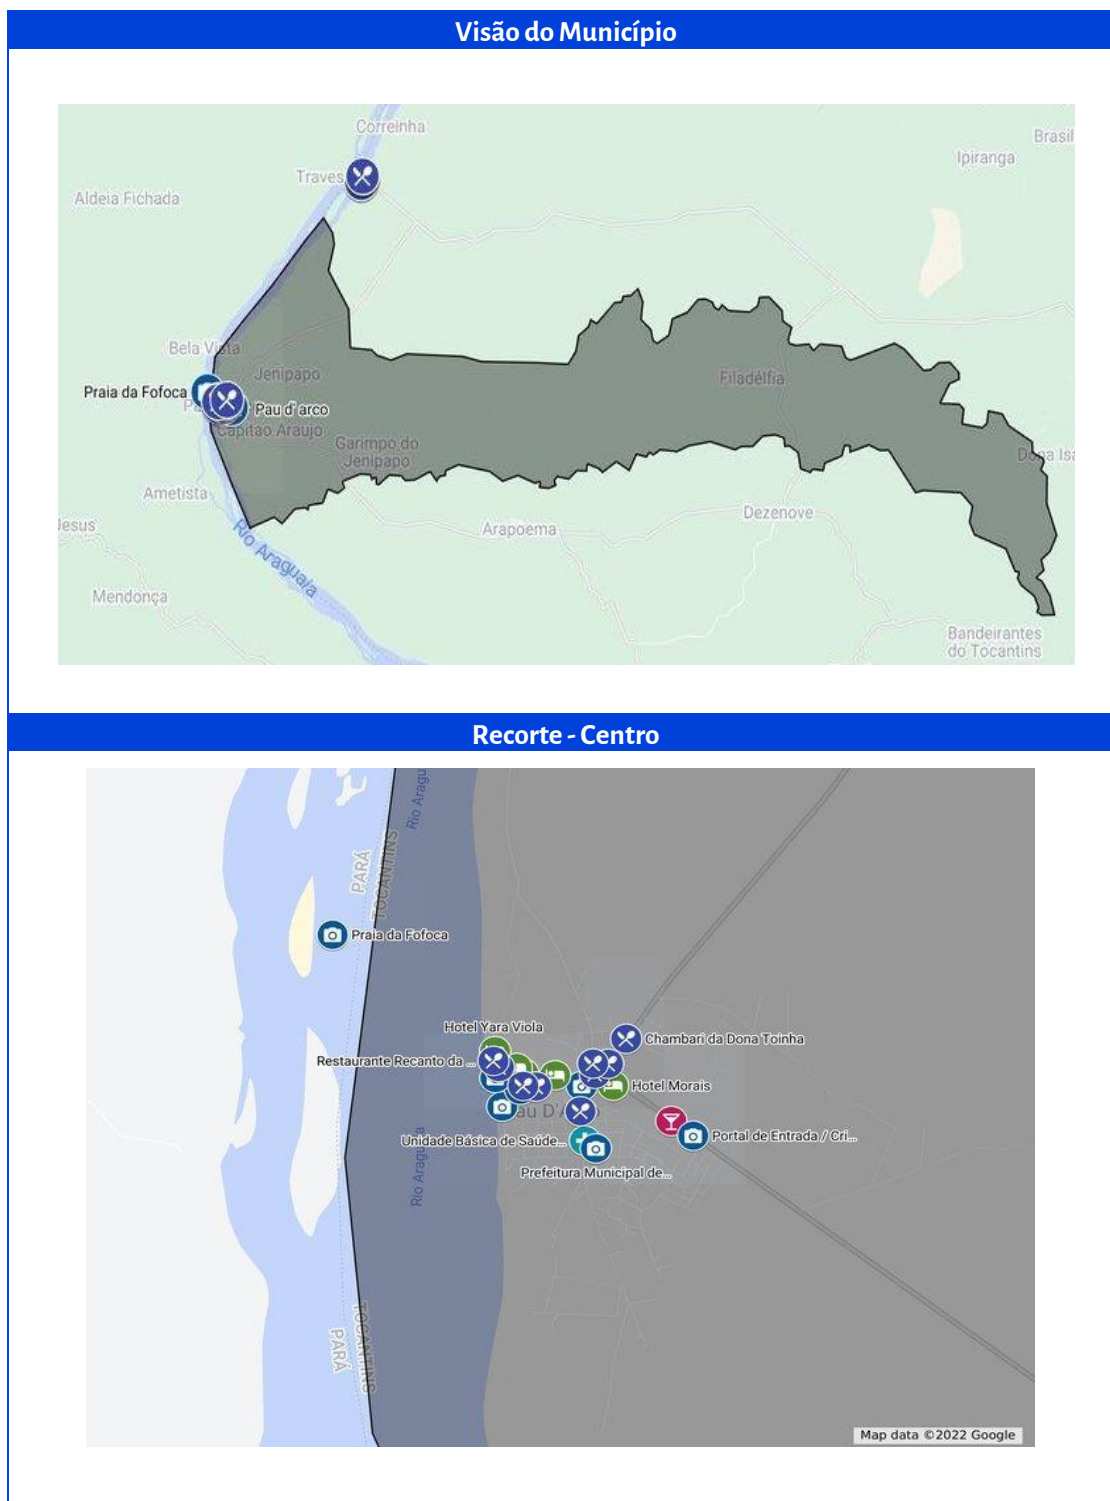 Visão do Município
Correinha
Brasil
Ipiranga
Traves
Aldeia Fichada
Bela Vista
Jenipapo
Filadélfia
Praia da Fofoca
Pau d' arco
Capitão Araujo
Garimpo do
Jenipapo
Dona Isa
Ametista
Jesus
Arapoema
Dezenove
Rio Araguaia
Mendonça
Bandeirantes
do Tocantins
Recorte - Centro
Rio Aragu
PARÁ
TOCANTINS
Praia da Fofoca
Hotel Yara Viola
Chambari da Dona Toinha
Restaurante Recanto da ...
Hotel Morais
Unidade Básica de Saúde...
Portal de Entrada / Cri...
Prefeitura Municipal de...
Rio Araguaia
TOCANTINS
PARÁ
Map data ©2022 Google